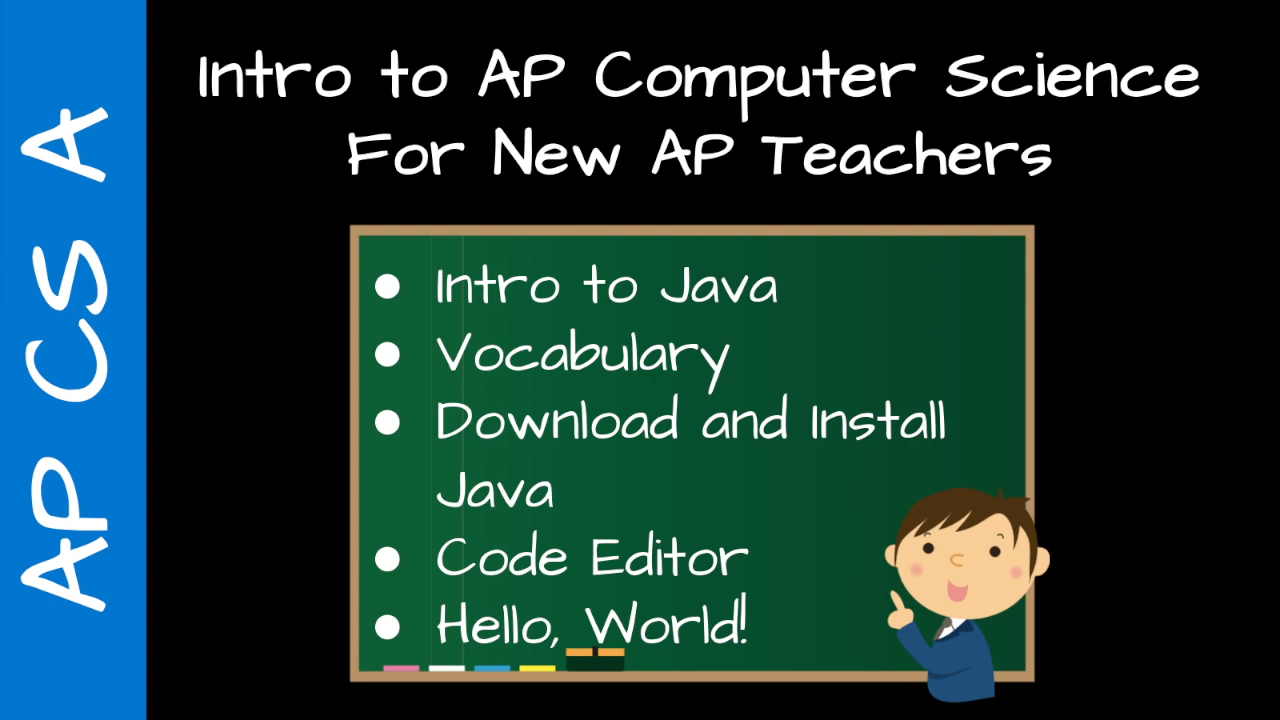 AP CS A
Intro to AP Computer Science
For New AP Teachers
● Intro to Java
● Vocabulary
● Download and Install
Java
● Code Editor
● Hello, World!